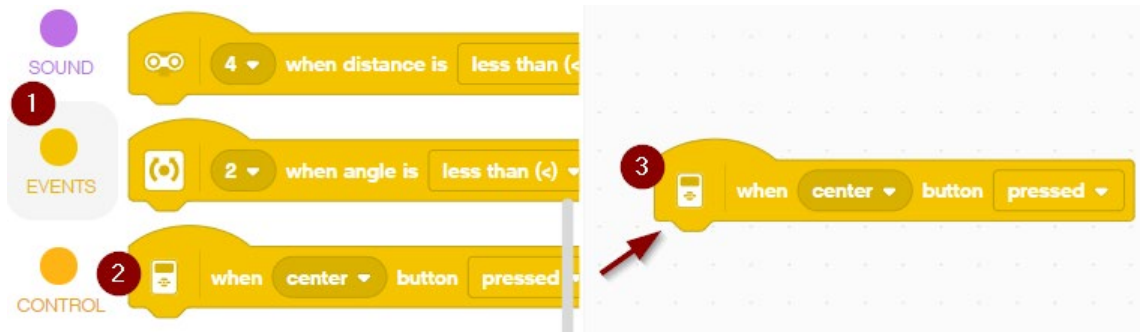 SOUND
4 when distance is less than (<
1
2 when angle is less than (<)
EVENTS
2
when center button pressed
CONTROL
3
when center button pressed